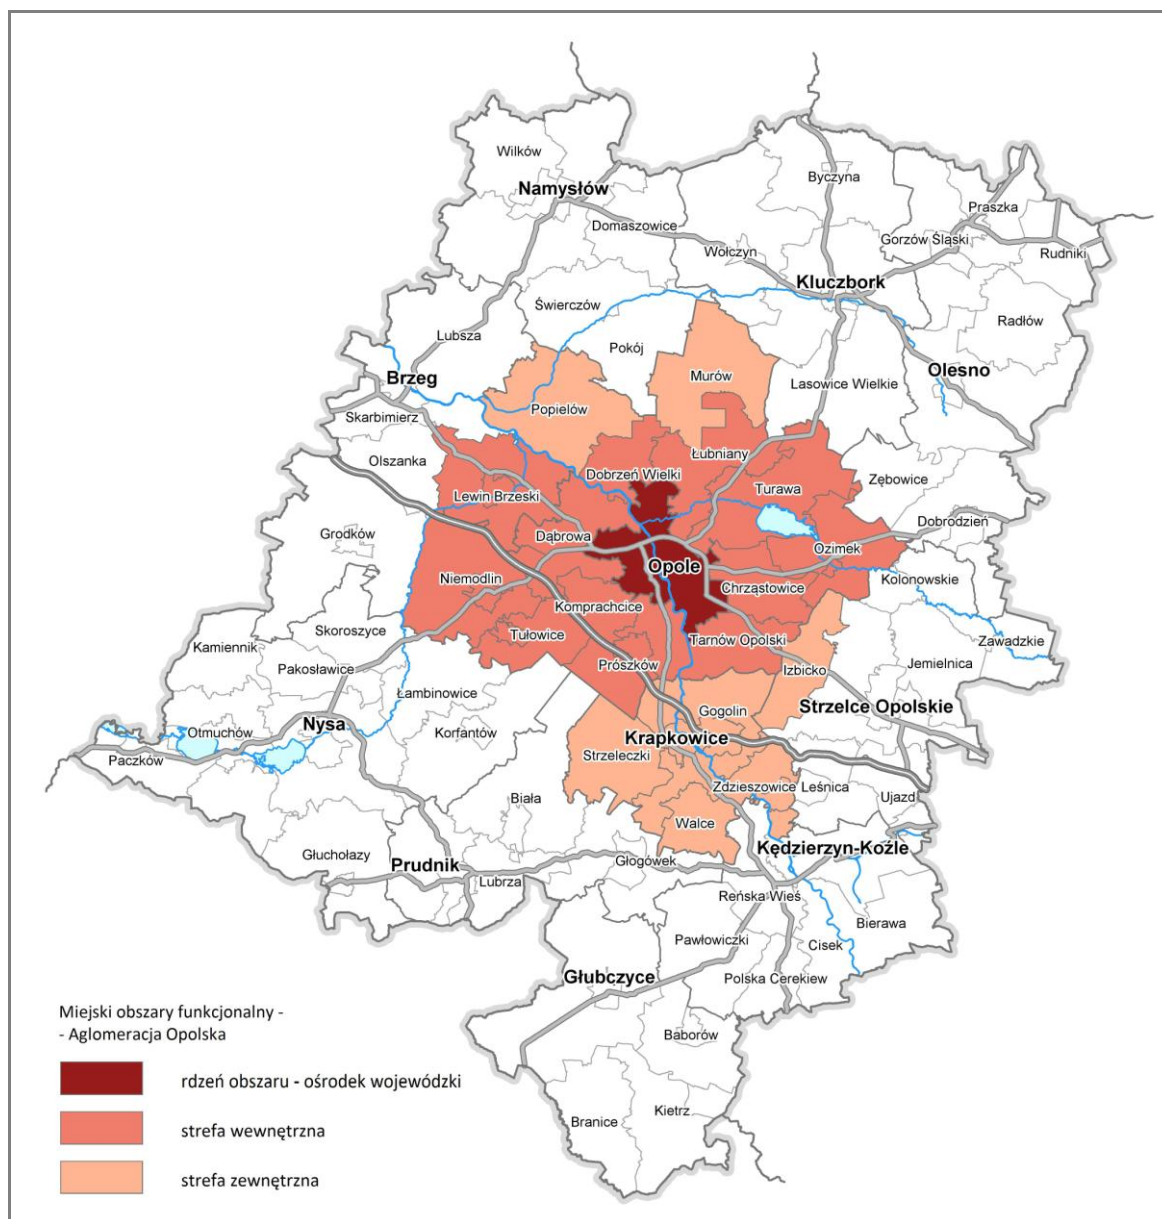 Wilków
Namysłów
Byczyna
Praszka
Domaszowice
Gorzów Śląski
Rudniki
Wołczyn
Kluczbork
Świerczów
Radłów
Lubsza
Pokój
Olesno
Brzeg
Murów
Lasowice Wielkie
Skarbimierz
Popielów
Olszanka
Łubniany
Dobrzeń Wielki
Zębowice
Lewin Brzeski
Turawa
Dobrodzień
Grodków
Dąbrowa
Ozimek
Opole
Niemodlin
Chrząstowice
Kolonowskie
Komprachcice
Skoroszyce
Tułowice
Tarnów Opolski
Zawadzkie
Kamiennik
Pakosławice
Prószków
Izbicko
Jemielnica
Łambinowice
Gogolin
Strzelce Opolskie
Nysa
Otmuchów
Korfantów
Krapkowice
Paczków
Strzeleczki
Zdzieszowice
Leśnica
Ujazd
Biała
Walce
Kędzierzyn-Koźle
Głuchołazy
Prudnik
Głogówek
Lubrza
Reńska Wieś
Bierawa
Pawłowiczki
Cisek
Głubczyce
Polska Cerekiew
Baborów
Branice
Kietrz
Miejski obszary funkcjonalny -
- Aglomeracja Opolska
rdzeń obszaru - ośrodek wojewódzki
strefa wewnętrzna
strefa zewnętrzna